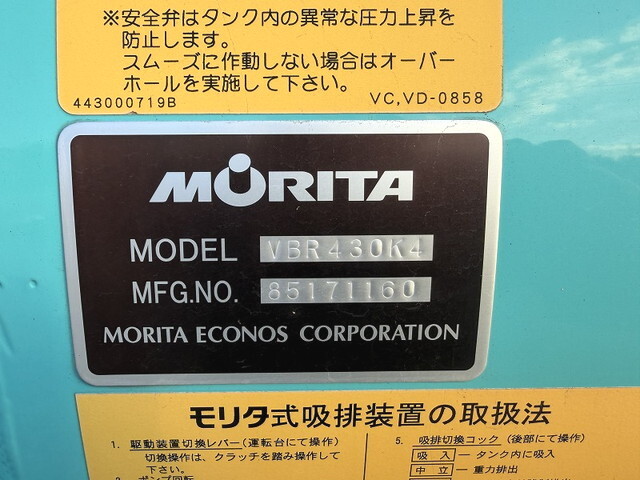 ※安全弁はタンク内の異常な圧力上昇を
防止します。
スムーズに作動しない場合はオーバー
ホールを実施して下さい。
443000719B VC,VD-0858
MORITA
MODEL VBR430K4
MFG.NO. 85171160
MORITA ECONOS CORPORATION
モリタ式吸排装置の取扱法
1. 駆動装置切換レバー(運転台にて操作)
切換操作は、クラッチを踏み操作して
下さい。
5. 吸排切換コック (後部にて操作)
吸入 ─ タンク内に吸入
中立 ─ 重力排出